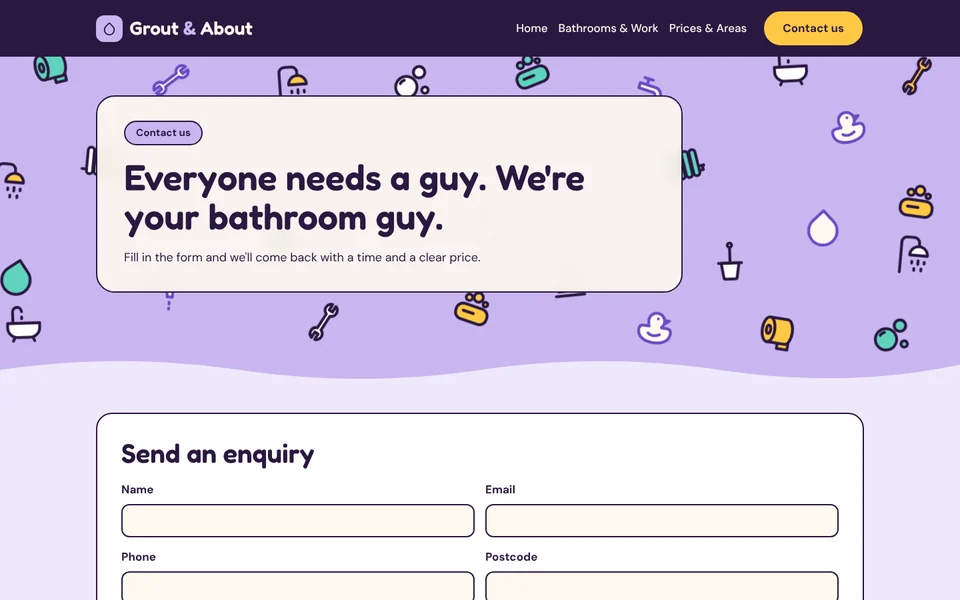 Grout & About
Home
Bathrooms & Work
Prices & Areas
Contact us
Contact us
Everyone needs a guy. We're
your bathroom guy.
Fill in the form and we'll come back with a time and a clear price.
Send an enquiry
Name
Email
Phone
Postcode